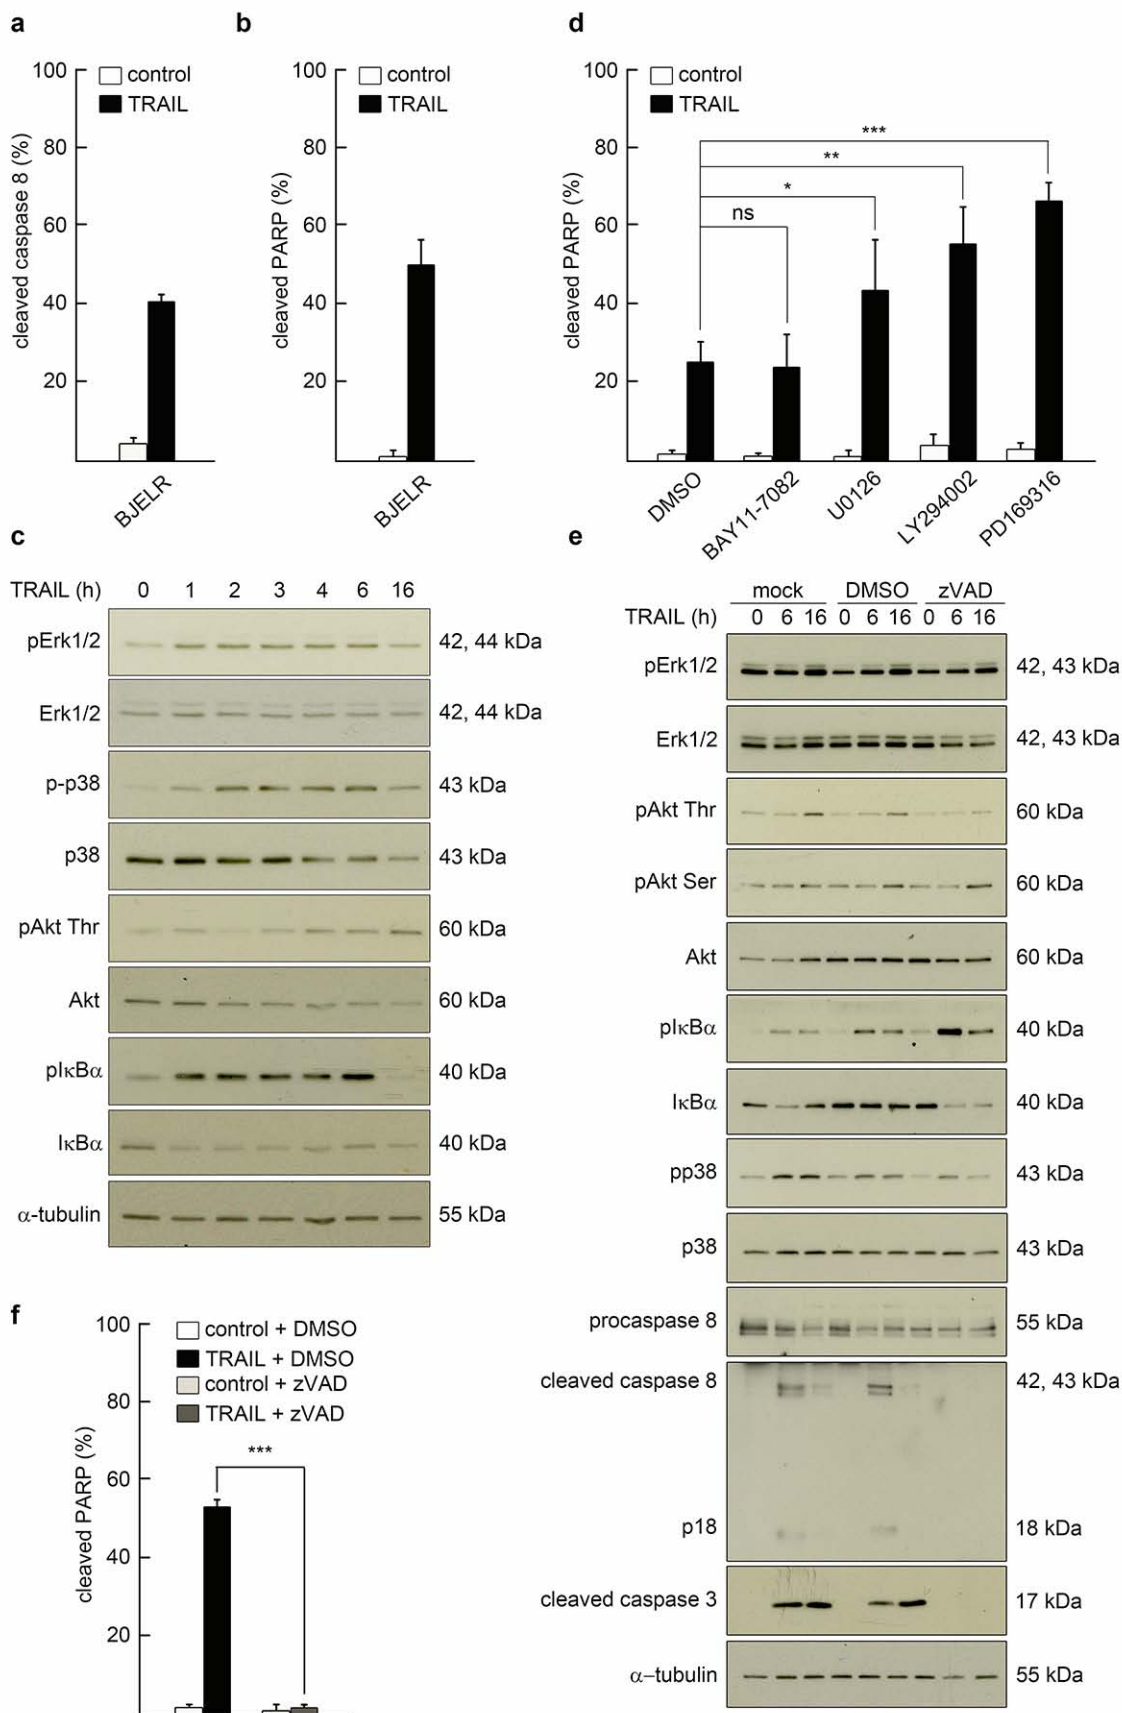 a
100
80
60
40
20
cleaved caspase 8 (%)
control
TRAIL
BJELR
b
100
80
60
40
20
cleaved PARP (%)
control
TRAIL
BJELR
d
100
80
60
40
20
cleaved PARP (%)
control
TRAIL
***
**
*
ns
DMSO
BAY11-7082
U0126
LY294002
PD169316
c
TRAIL (h) 0 1 2 3 4 6 16
pErk1/2 42, 44 kDa
Erk1/2 42, 44 kDa
p-p38 43 kDa
p38 43 kDa
pAkt Thr 60 kDa
Akt 60 kDa
pIκBα 40 kDa
IκBα 40 kDa
α-tubulin 55 kDa
e
mock DMSO zVAD
TRAIL (h) 0 6 16 0 6 16 0 6 16
pErk1/2 42, 43 kDa
Erk1/2 42, 43 kDa
pAkt Thr 60 kDa
pAkt Ser 60 kDa
Akt 60 kDa
pIκBα 40 kDa
IκBα 40 kDa
pp38 43 kDa
p38 43 kDa
procaspase 8 55 kDa
cleaved caspase 8 42, 43 kDa
p18 18 kDa
cleaved caspase 3 17 kDa
α–tubulin 55 kDa
f
100
80
60
40
20
cleaved PARP (%)
control + DMSO
TRAIL + DMSO
control + zVAD
TRAIL + zVAD
***